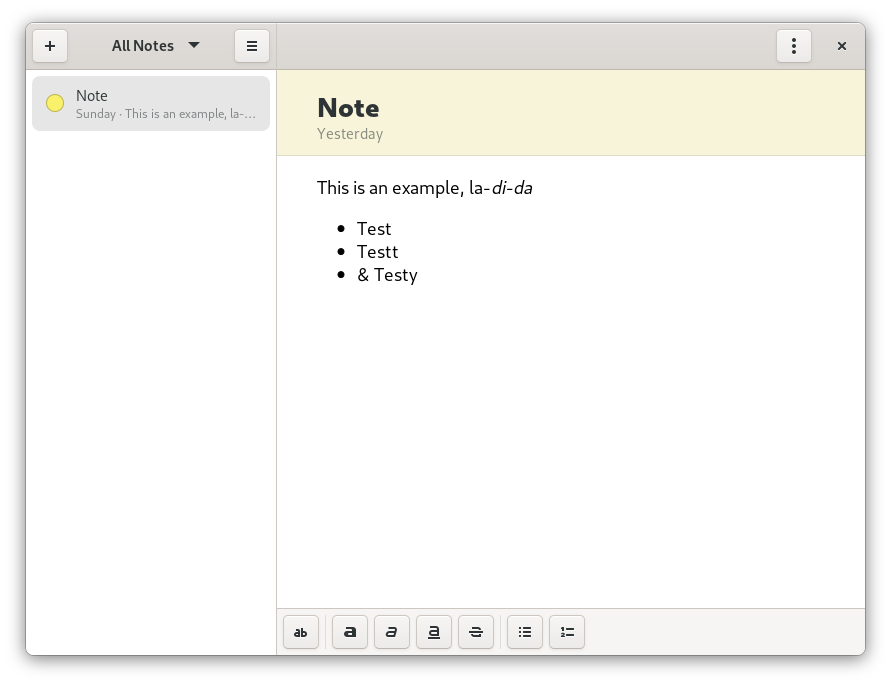 All Notes
Note
Sunday · This is an example, la-…
Note
Yesterday
This is an example, la-di-da
• Test
• Testt
• & Testy
ab a a a S